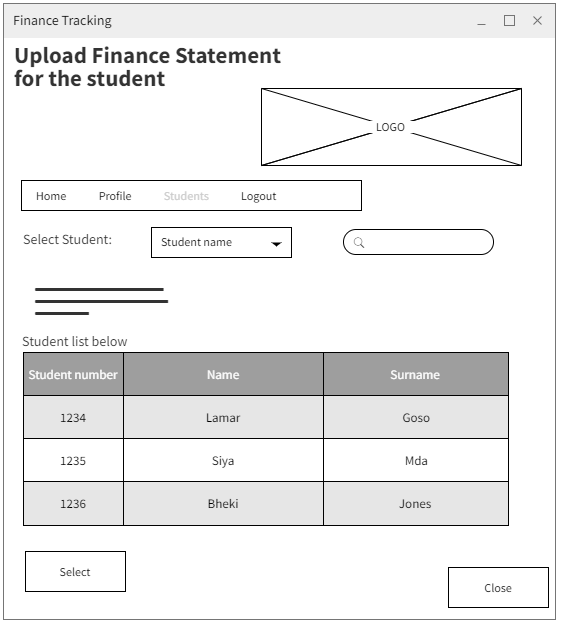 Finance Tracking
Upload Finance Statement
for the student
LOGO
Home Profile Students Logout
Select Student: Student name
Student list below
Student number Name Surname
1234 Lamar Goso
1235 Siya Mda
1236 Bheki Jones
Select
Close